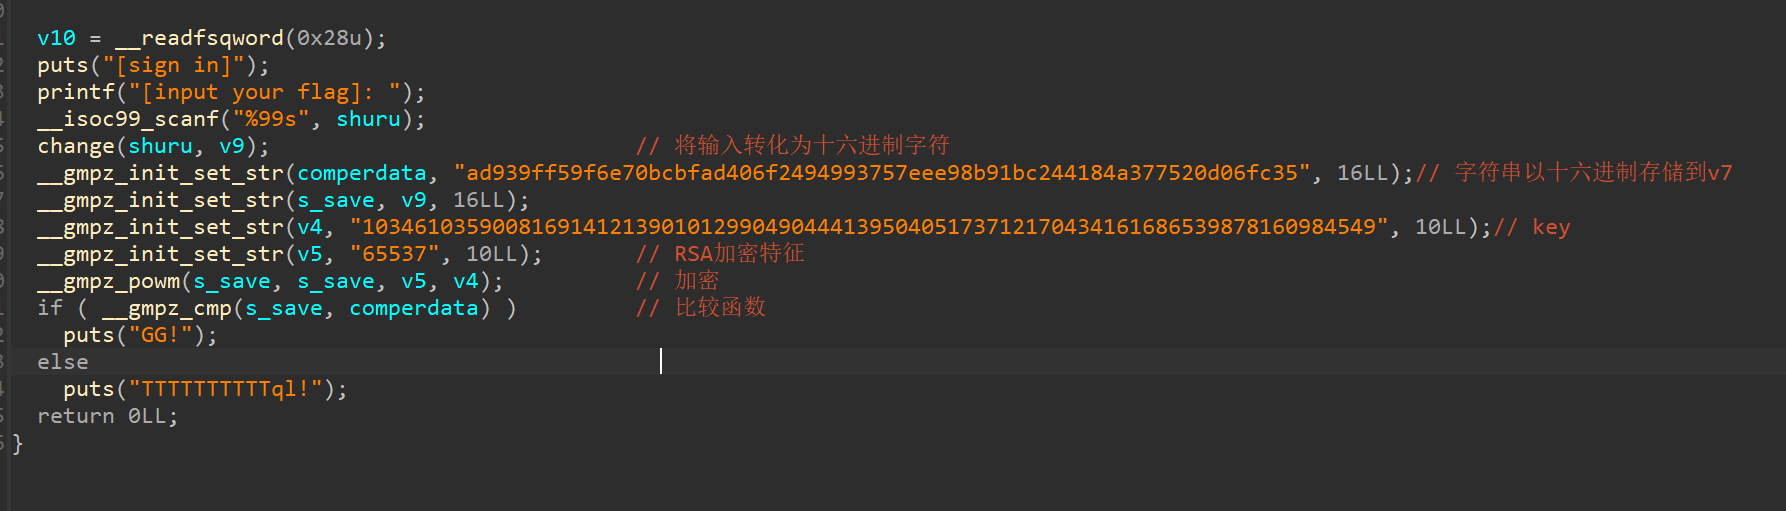 v10 = __readfsqword(0x28u);
puts("[sign in]");
printf("[input your flag]: ");
__isoc99_scanf("%99s", shuru);
change(shuru, v9); // 将输入转化为十六进制字符
__gmpz_init_set_str(comperdata, "ad939ff59f6e70bcbfad406f2494993757eee98b91bc244184a377520d06fc35", 16LL);// 字符串以十六进制存储到v7
__gmpz_init_set_str(s_save, v9, 16LL);
__gmpz_init_set_str(v4, "103461035900816914121390101299049044413950405173712170434161686539878160984549", 10LL);// key
__gmpz_init_set_str(v5, "65537", 10LL); // RSA加密特征
__gmpz_powm(s_save, s_save, v5, v4); // 加密
if ( __gmpz_cmp(s_save, comperdata) ) // 比较函数
puts("GG!");
else
puts("TTTTTTTTTTql!");
return 0LL;
}